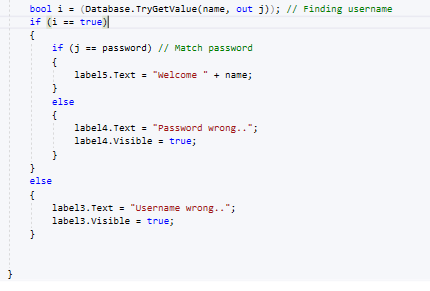 bool i = (Database.TryGetValue(name, out j)); // Finding username
if (i == true)
{
if (j == password) // Match password
{
label5.Text = "Welcome " + name;
}
else
{
label4.Text = "Password wrong..";
label4.Visible = true;
}
}
else
{
label3.Text = "Username wrong..";
label3.Visible = true;
}
}